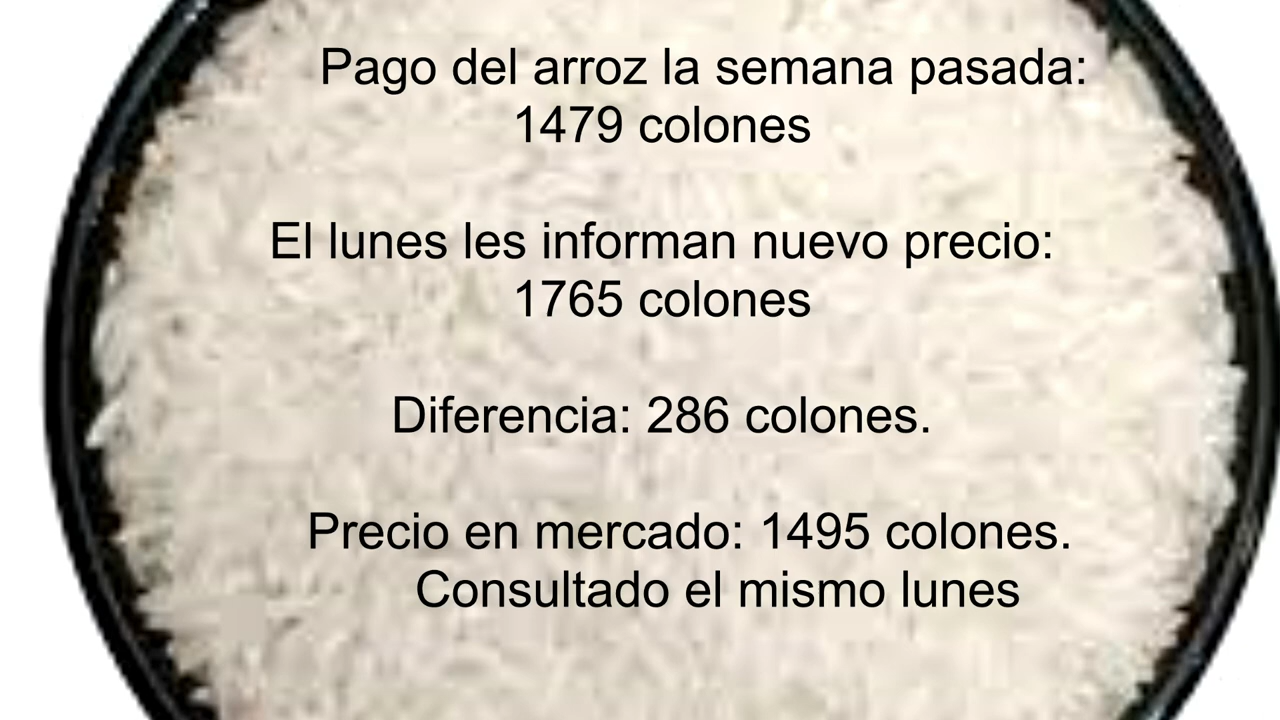 Pago del arroz la semana pasada:
1479 colones
El lunes les informan nuevo precio:
1765 colones
Diferencia: 286 colones.
Precio en mercado: 1495 colones.
Consultado el mismo lunes